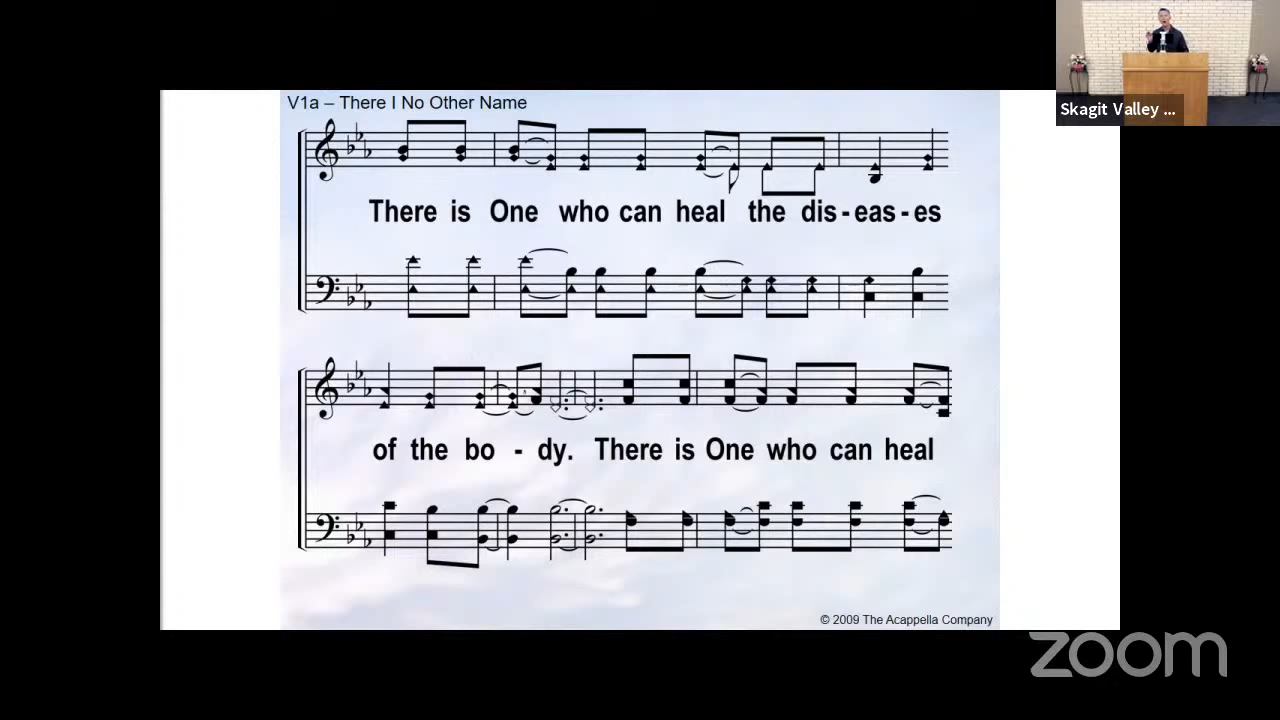 V1a – There I No Other Name
Skagit Valley ...
There is One who can heal the dis - eas - es
of the bo - dy. There is One who can heal
© 2009 The Acappella Company
zoom